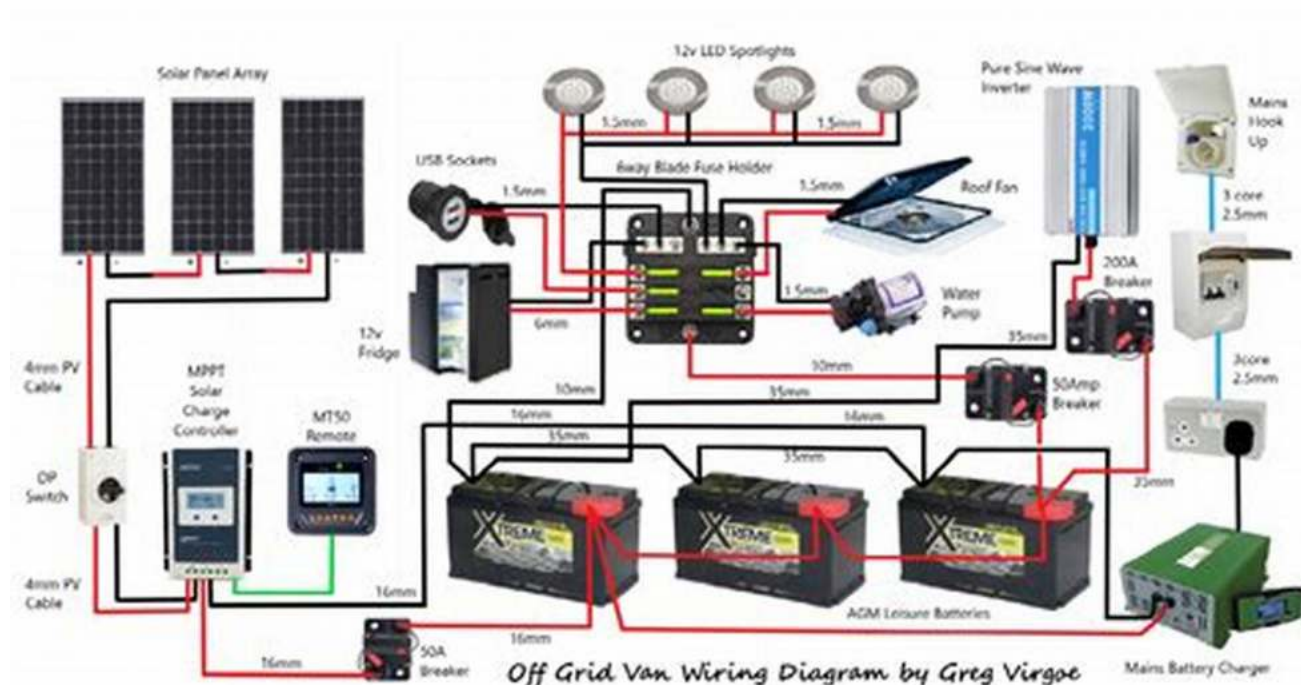 12v LED Spotlights
Solar Panel Array
Pure Sine Wave
Inverter
Mains
Hook
Up
1.5mm
1.5mm
USB Sockets
6way Blade Fuse Holder
1.5mm
1.5mm
Roof Fan
3 core
2.5mm
+ - + - + -
200A
Breaker
1.5mm
Water
Pump
6mm
12v
Fridge
35mm
4mm PV
Cable
MPPT
Solar
Charge
Controller
3core
2.5mm
10mm
10mm
35mm
50Amp
Breaker
MT50
Remote
16mm
16mm
35mm
35mm
35mm
DP
Switch
XTREME
XTREME
XTREME
4mm PV
Cable
16mm
AGM Leisure Batteries
16mm
50A
Breaker
16mm
Off Grid Van Wiring Diagram by Greg Virgoe
Mains Battery Charger